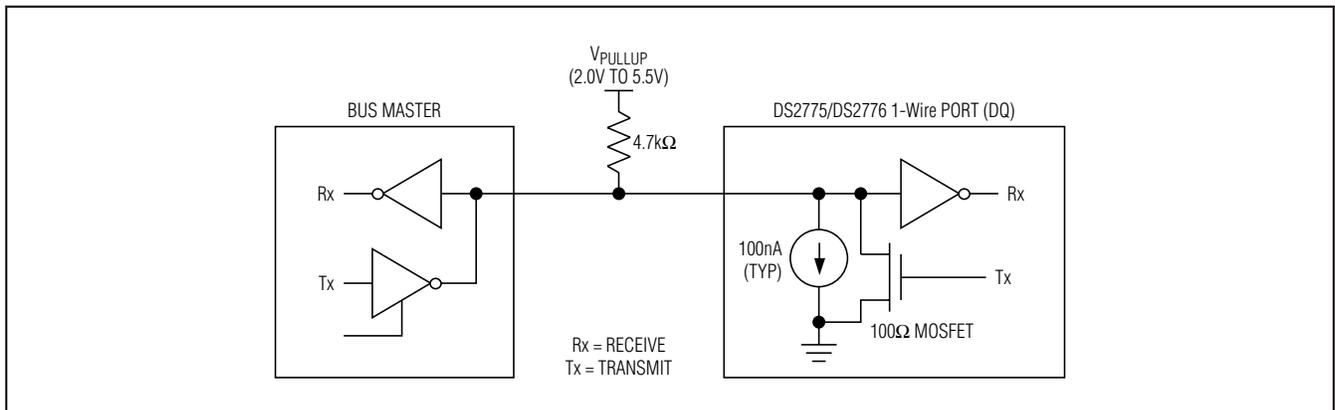 VPULLUP
(2.0V TO 5.5V)
BUS MASTER
DS2775/DS2776 1-Wire PORT (DQ)
4.7kΩ
Rx
Rx
100nA
(TYP)
Tx
Tx
100Ω MOSFET
Rx = RECEIVE
Tx = TRANSMIT